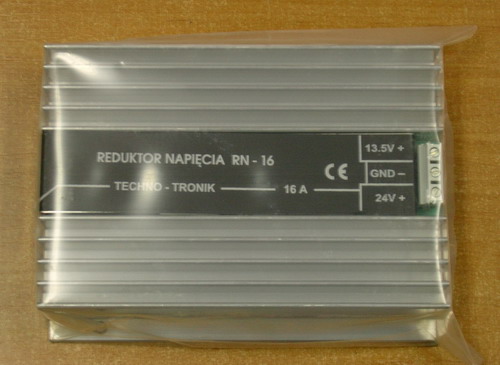 REDUKTOR NAPIĘCIA RN - 16
TECHNO - TRONIK
16 A
CE
13.5V +
GND –
24V +